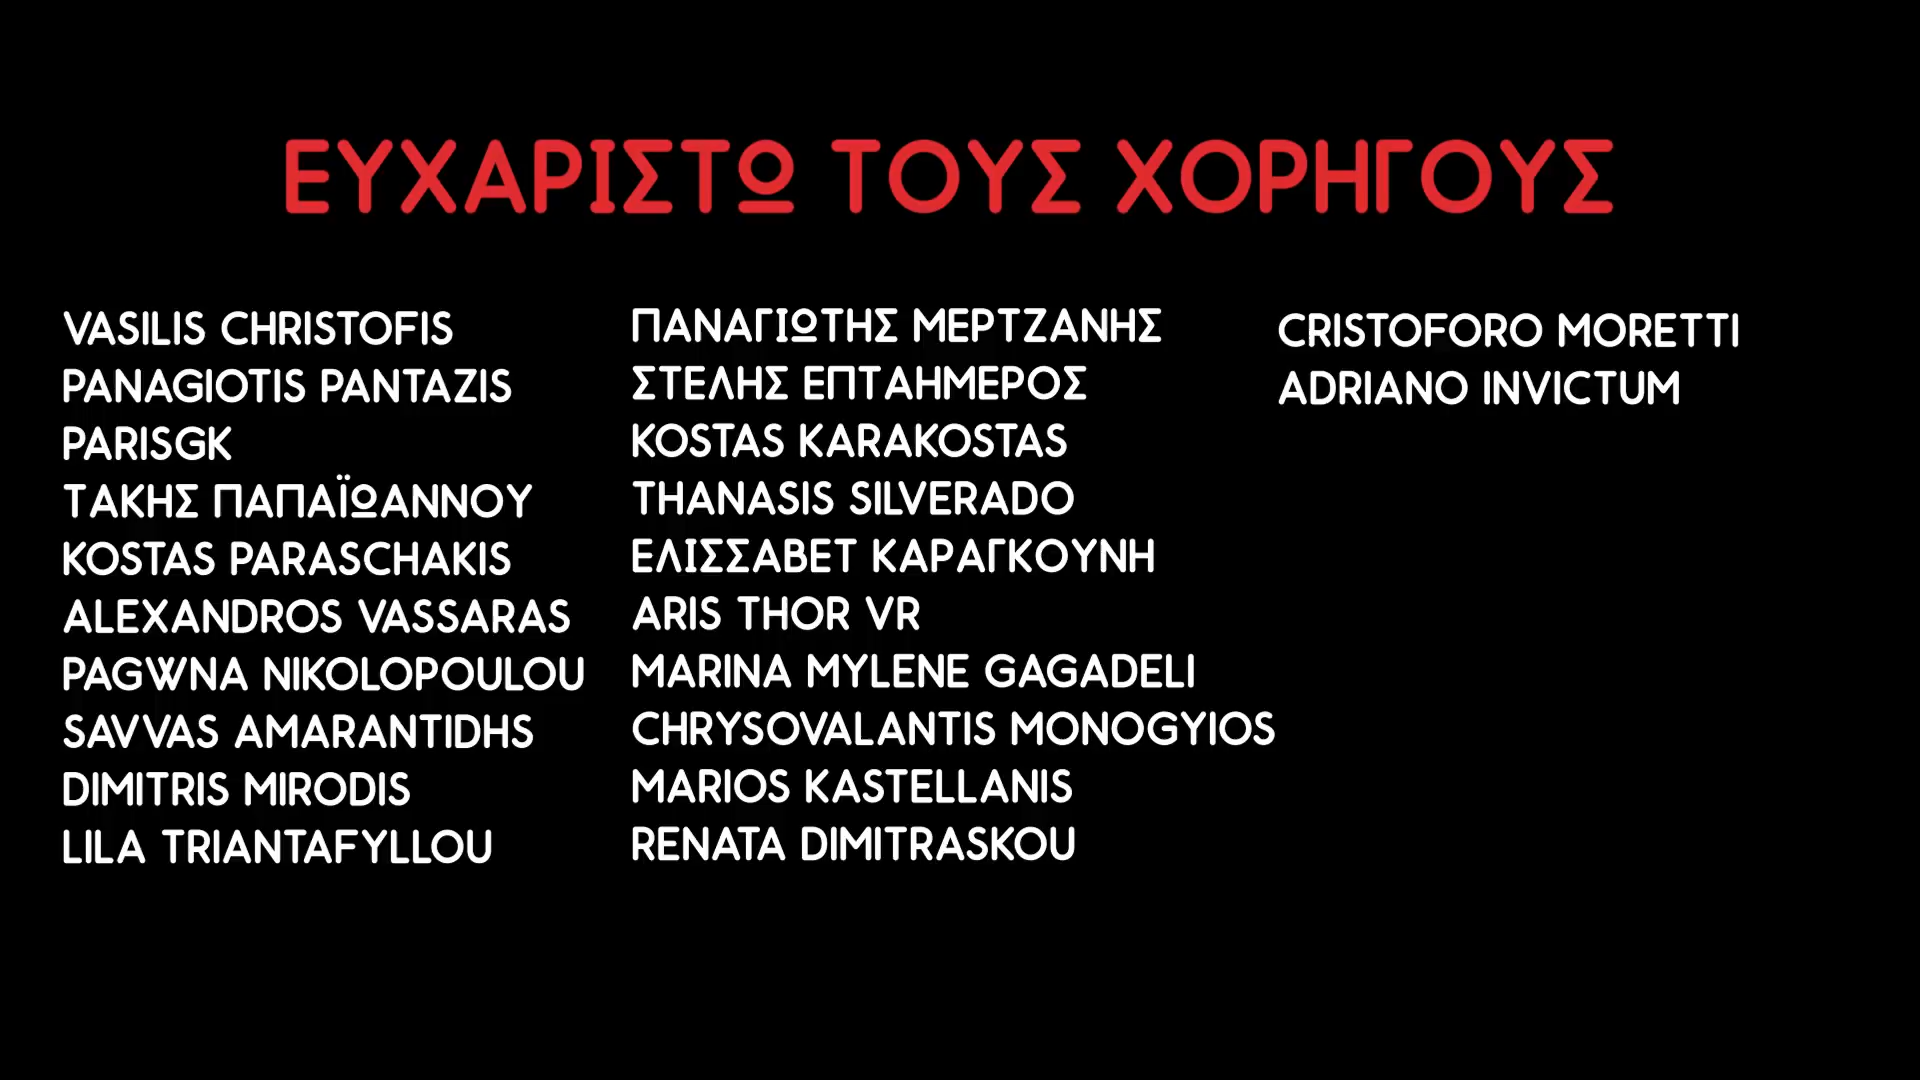 ΕΥΧΑΡΙΣΤΩ ΤΟΥΣ ΧΟΡΗΓΟΥΣ
VASILIS CHRISTOFIS
PANAGIOTIS PANTAZIS
PARISGK
ΤΑΚΗΣ ΠΑΠΑΪΩΑΝΝΟΥ
KOSTAS PARASCHAKIS
ALEXANDROS VASSARAS
PAGWNA NIKOLOPOULOU
SAVVAS AMARANTIDHS
DIMITRIS MIRODIS
LILA TRIANTAFYLLOU
ΠΑΝΑΓΙΩΤΗΣ ΜΕΡΤΖΑΝΗΣ
ΣΤΕΛΗΣ ΕΠΤΑΗΜΕΡΟΣ
KOSTAS KARAKOSTAS
THANASIS SILVERADO
ΕΛΙΣΣΑΒΕΤ ΚΑΡΑΓΚΟΥΝΗ
ARIS THOR VR
MARINA MYLENE GAGADELI
CHRYSOVALANTIS MONOGYIOS
MARIOS KASTELLANIS
RENATA DIMITRASKOU
CRISTOFORO MORETTI
ADRIANO INVICTUM